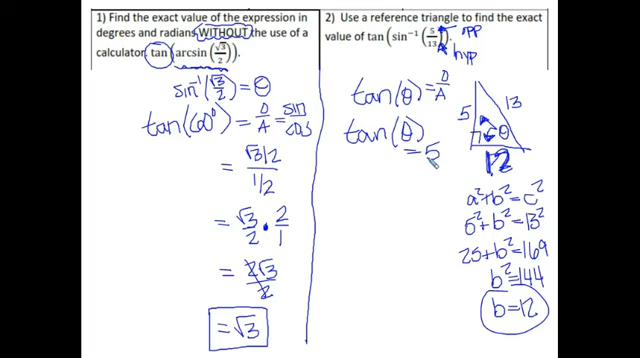 1) Find the exact value of the expression in
degrees and radians WITHOUT the use of a
calculator. tan(arcsin(√3/2)).
sin⁻¹(√3/2) = θ
tan(60°) = O/A = sin/cos
= √3/2 / 1/2
= √3/2 • 2/1
= 2√3/2
= √3
2) Use a reference triangle to find the exact
value of tan(sin⁻¹(5/13)).
opp
hyp
tan(θ) = O/A
tan(θ)
= 5
5
13
θ
12
a² + b² = c²
5² + b² = 13²
25 + b² = 169
b² = 144
b = 12